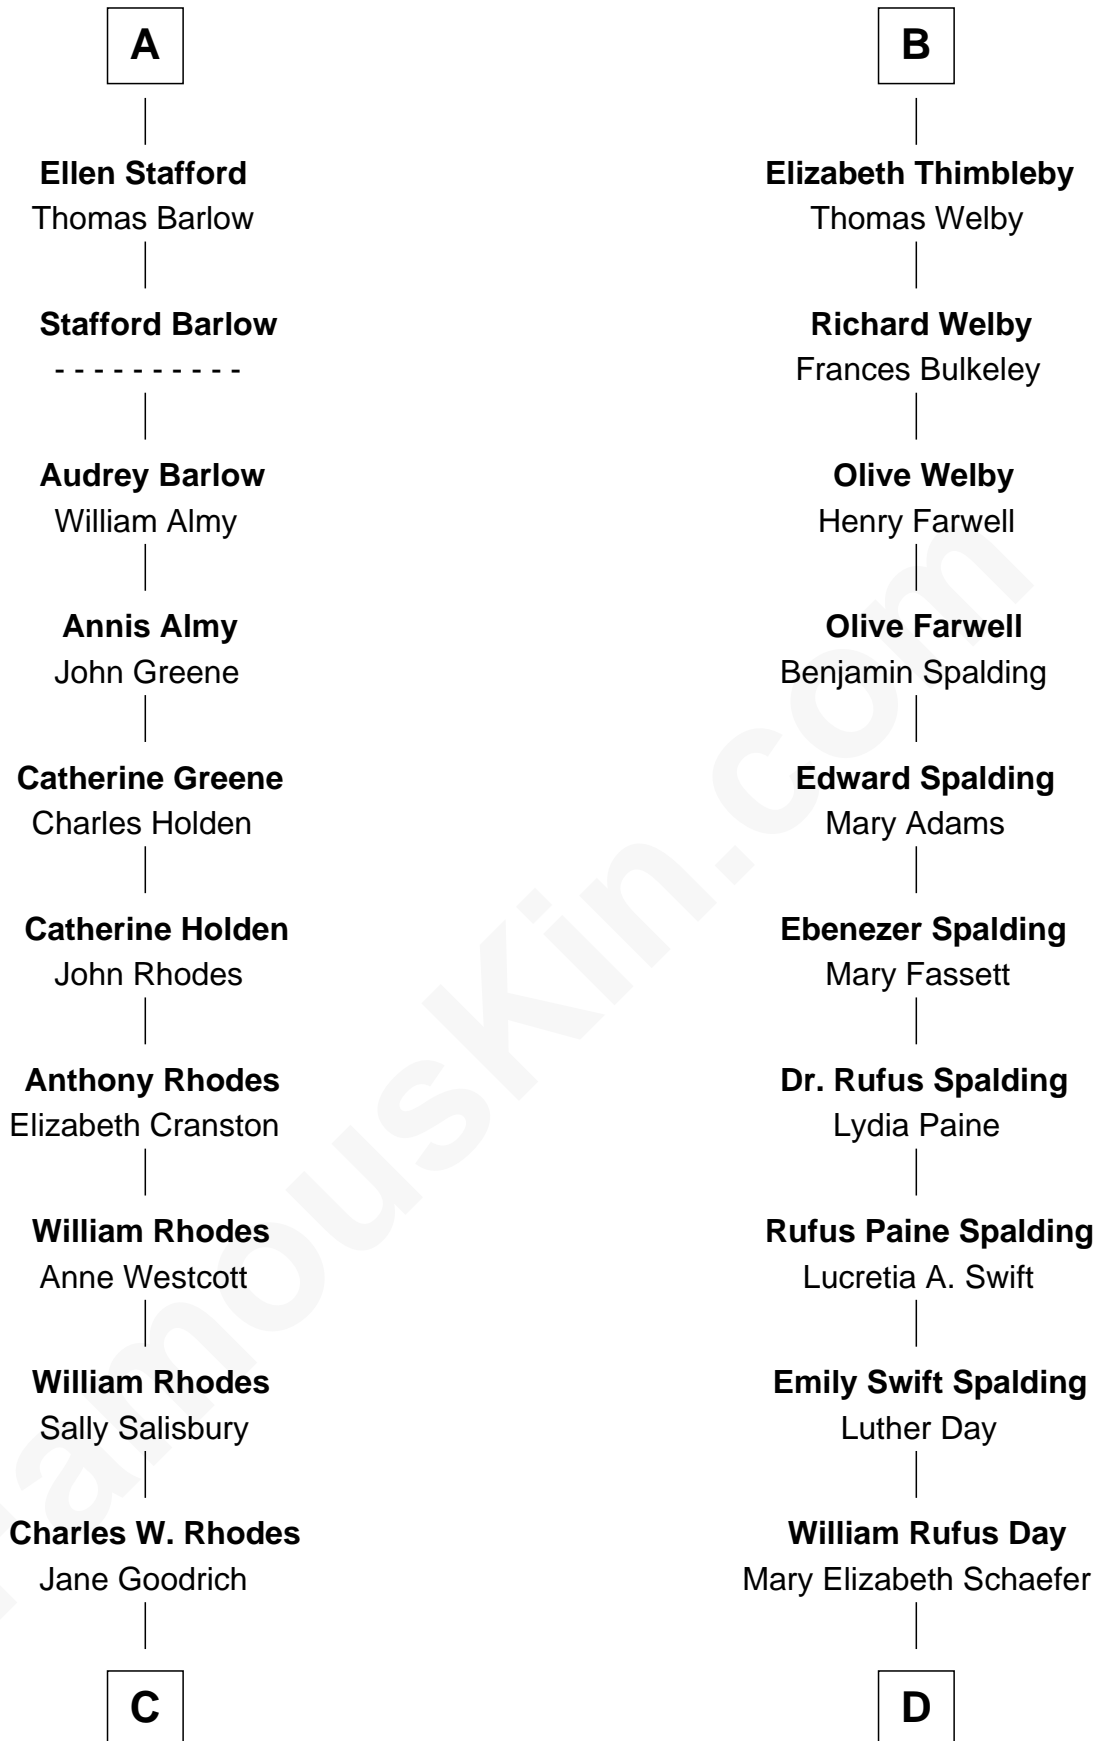 A
Ellen Stafford
Thomas Barlow
Stafford Barlow
- - - - - - - - - -
Audrey Barlow
William Almy
Annis Almy
John Greene
Catherine Greene
Charles Holden
Catherine Holden
John Rhodes
Anthony Rhodes
Elizabeth Cranston
William Rhodes
Anne Westcott
William Rhodes
Sally Salisbury
Charles W. Rhodes
Jane Goodrich
C
B
Elizabeth Thimbleby
Thomas Welby
Richard Welby
Frances Bulkeley
Olive Welby
Henry Farwell
Olive Farwell
Benjamin Spalding
Edward Spalding
Mary Adams
Ebenezer Spalding
Mary Fassett
Dr. Rufus Spalding
Lydia Paine
Rufus Paine Spalding
Lucretia A. Swift
Emily Swift Spalding
Luther Day
William Rufus Day
Mary Elizabeth Schaefer
D
FamousKin.com